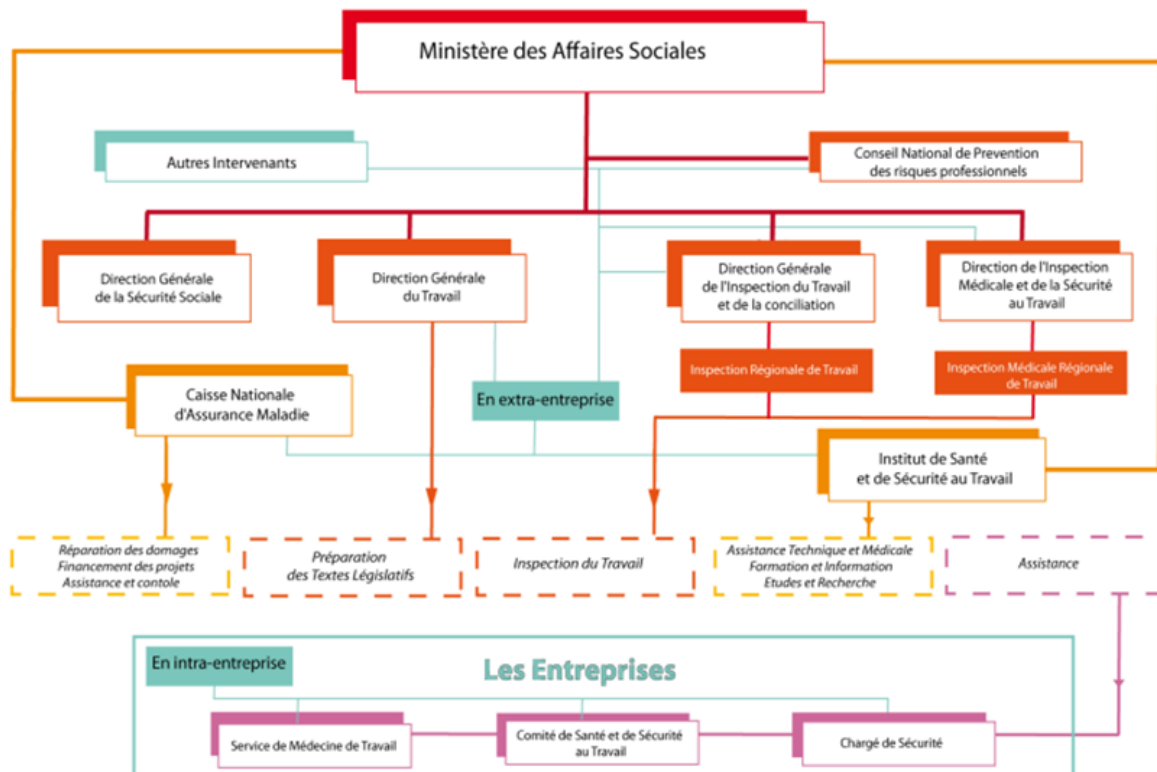 Ministère des Affaires Sociales
Autres Intervenants
Conseil National de Prevention
des risques professionnels
Direction Générale
de la Sécurité Sociale
Direction Générale
du Travail
Direction Générale
de l'Inspection du Travail
et de la conciliation
Direction de l'Inspection
Médicale et de la Sécurité
au Travail
Inspection Régionale de Travail
Inspection Médicale Régionale
de Travail
Caisse Nationale
d'Assurance Maladie
En extra-entreprise
Institut de Santé
et de Sécurité au Travail
Réparation des domages
Financement des projets
Assistance et contole
Préparation
des Textes Législatifs
Inspection du Travail
Assistance Technique et Médicale
Formation et Information
Etudes et Recherche
Assistance
En intra-entreprise
Les Entreprises
Service de Médecine de Travail
Comité de Santé et de Sécurité
au Travail
Chargé de Sécurité